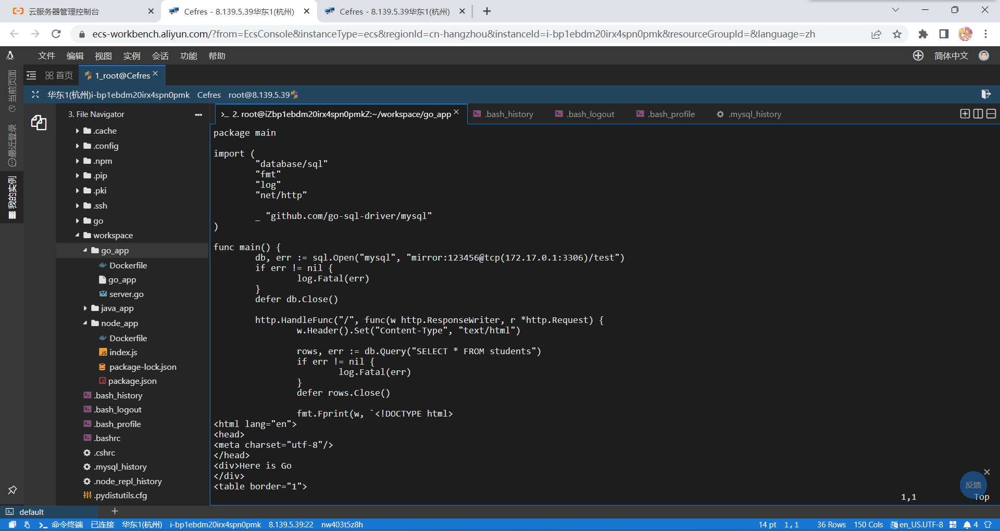 云服务器管理控制台
Cefres - 8.139.5.39华东1(杭州)
Cefres - 8.139.5.39华东1(杭州)
ecs-workbench.aliyun.com/?from=EcsConsole&instanceType=ecs&regionId=cn-hangzhou&instanceId=i-bp1ebdm20irx4spn0pmk&resourceGroupId=&language=zh
文件 编辑 视图 实例 会话 功能 帮助
简体中文
当前页面
最近登录
我的实例
首页
1_root@Cefres
华东1(杭州)i-bp1ebdm20irx4spn0pmk Cefres root@8.139.5.39
3. File Navigator
.cache
.config
.npm
.pip
.pki
.ssh
go
workspace
go_app
Dockerfile
go_app
server.go
java_app
node_app
Dockerfile
index.js
package-lock.json
package.json
.bash_history
.bash_logout
.bash_profile
.bashrc
.cshrc
.mysql_history
.node_repl_history
.pydistutils.cfg
>_ 2. root@iZbp1ebdm20irx4spn0pmkZ:~/workspace/go_app
.bash_history
.bash_logout
.bash_profile
.mysql_history
package main
import (
"database/sql"
"fmt"
"log"
"net/http"
_ "github.com/go-sql-driver/mysql"
)
func main() {
db, err := sql.Open("mysql", "mirror:123456@tcp(172.17.0.1:3306)/test")
if err != nil {
log.Fatal(err)
}
defer db.Close()
http.HandleFunc("/", func(w http.ResponseWriter, r *http.Request) {
w.Header().Set("Content-Type", "text/html")
rows, err := db.Query("SELECT * FROM students")
if err != nil {
log.Fatal(err)
}
defer rows.Close()
fmt.Fprint(w, `<!DOCTYPE html>
<html lang="en">
<head>
<meta charset="utf-8"/>
</head>
<div>Here is Go
</div>
<table border="1">
1,1
Top
反馈
default
命令终端 已连接 华东1(杭州) i-bp1ebdm20irx4spn0pmk 8.139.5.39:22 nw403t5z8h
14 pt 1,1 36 Rows 150 Cols en_US.UTF-8 4